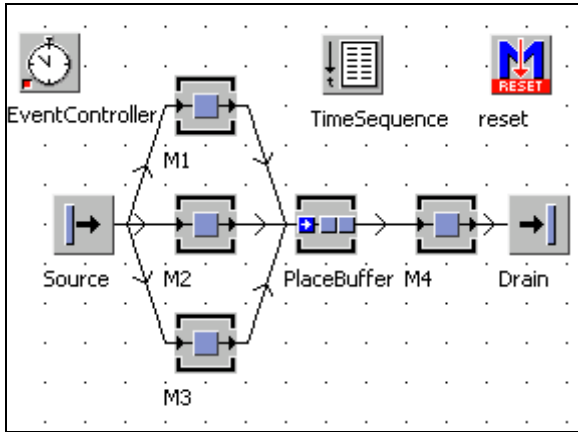 RESET
EventController
TimeSequence
reset
M1
Source
M2
PlaceBuffer
M4
Drain
M3
t